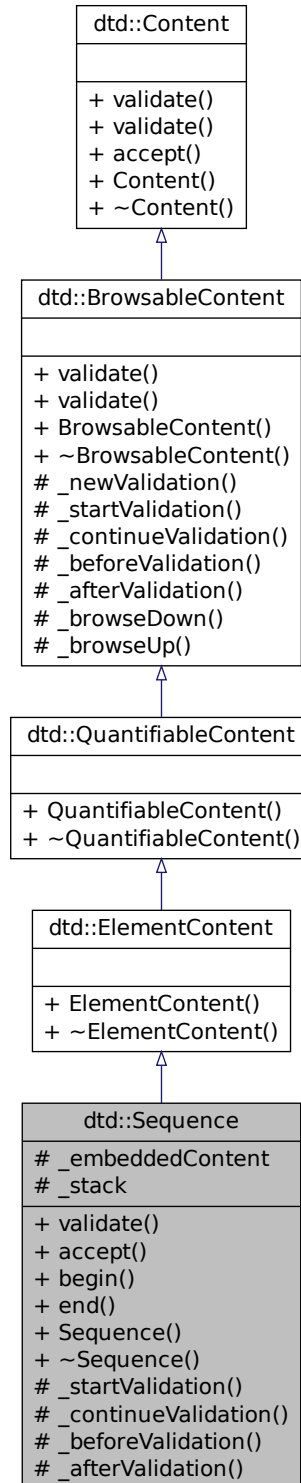 dtd::Content
+ validate()
+ validate()
+ accept()
+ Content()
+ ~Content()
dtd::BrowsableContent
+ validate()
+ validate()
+ BrowsableContent()
+ ~BrowsableContent()
# _newValidation()
# _startValidation()
# _continueValidation()
# _beforeValidation()
# _afterValidation()
# _browseDown()
# _browseUp()
dtd::QuantifiableContent
+ QuantifiableContent()
+ ~QuantifiableContent()
dtd::ElementContent
+ ElementContent()
+ ~ElementContent()
dtd::Sequence
# _embeddedContent
# _stack
+ validate()
+ accept()
+ begin()
+ end()
+ Sequence()
+ ~Sequence()
# _startValidation()
# _continueValidation()
# _beforeValidation()
# _afterValidation()